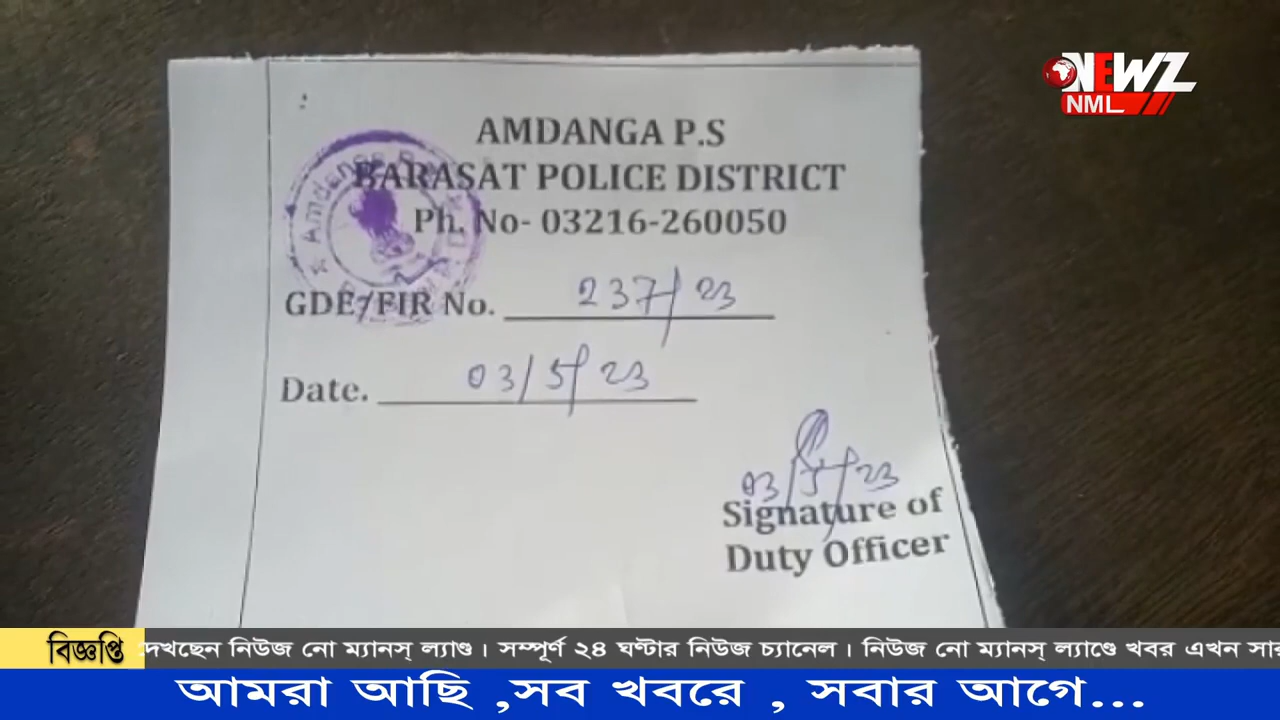 NEWZ
NML
AMDANGA P.S
BARASAT POLICE DISTRICT
Ph. No- 03216-260050
Amdanga
GDE/FIR No. 237/23
Date. 03/5/23
03/5/23
Signature of
Duty Officer
বিজ্ঞপ্তি
দেখছেন নিউজ নো ম্যানস্ ল্যাণ্ড । সম্পূর্ণ ২৪ ঘণ্টার নিউজ চ্যানেল । নিউজ নো ম্যানস্ ল্যাণ্ডে খবর এখন
আমরা আছি ,সব খবরে , সবার আগে...